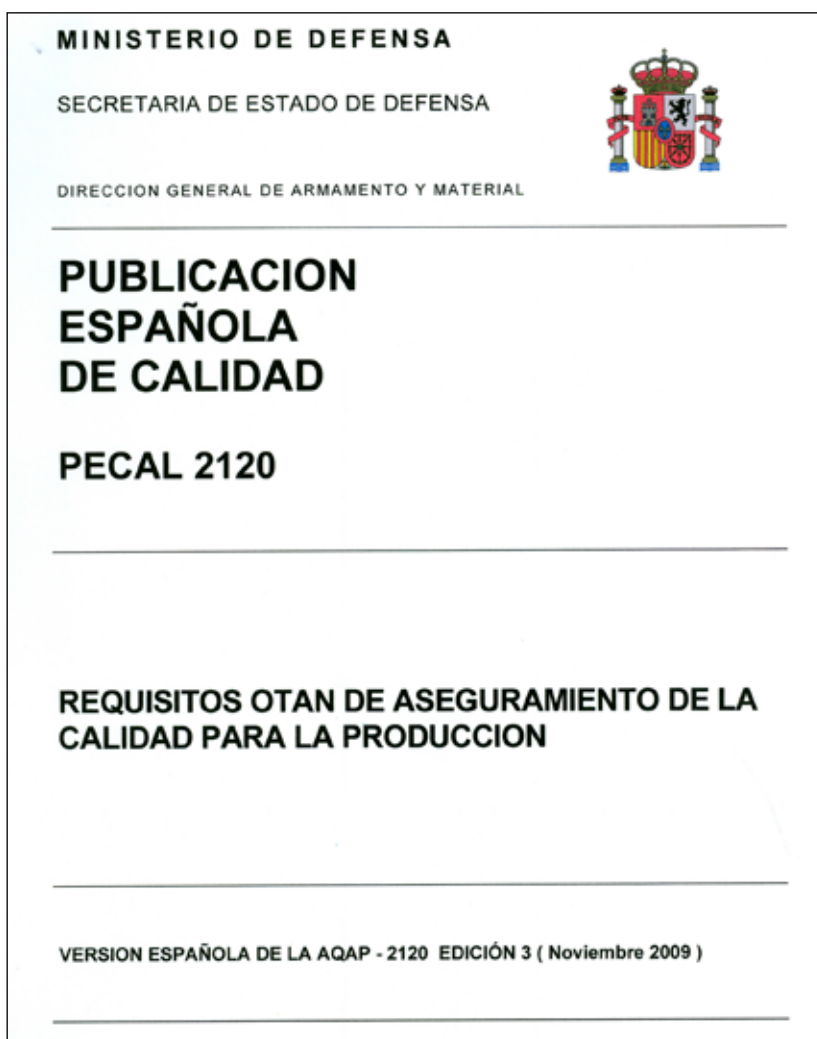 MINISTERIO DE DEFENSA
SECRETARIA DE ESTADO DE DEFENSA
DIRECCION GENERAL DE ARMAMENTO Y MATERIAL
PUBLICACION
ESPAÑOLA
DE CALIDAD
PECAL 2120
REQUISITOS OTAN DE ASEGURAMIENTO DE LA
CALIDAD PARA LA PRODUCCION
VERSION ESPAÑOLA DE LA AQAP - 2120 EDICIÓN 3 ( Noviembre 2009 )